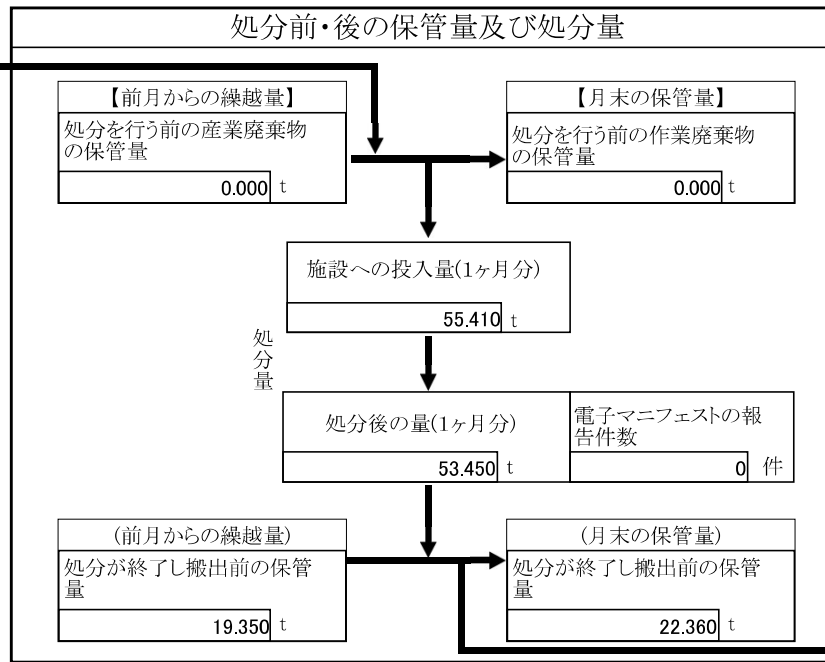 処分前・後の保管量及び処分量
【前月からの繰越量】
処分を行う前の産業廃棄物
の保管量
0.000 t
【月末の保管量】
処分を行う前の作業廃棄物
の保管量
0.000 t
施設への投入量(1ヶ月分)
55.410 t
処分量
処分後の量(1ヶ月分)
53.450 t
電子マニフェストの報
告件数
0 件
(前月からの繰越量)
処分が終了し搬出前の保管
量
19.350 t
(月末の保管量)
処分が終了し搬出前の保管
量
22.360 t